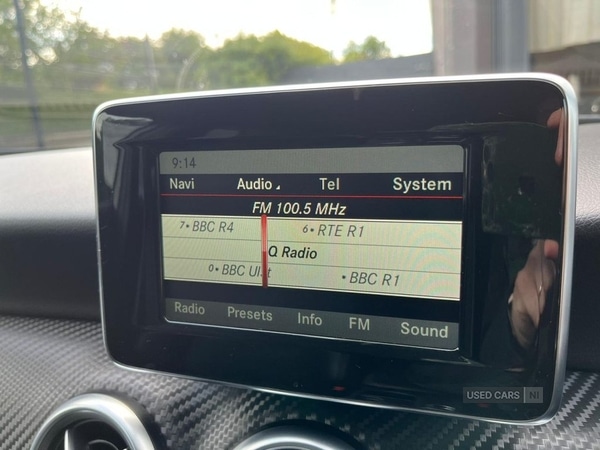 9:14
Navi Audio Tel System
FM 100.5 MHz
7• BBC R4 6• RTE R1
Q Radio
0• BBC Ulst • BBC R1
Radio Presets Info FM Sound
USED CARS NI